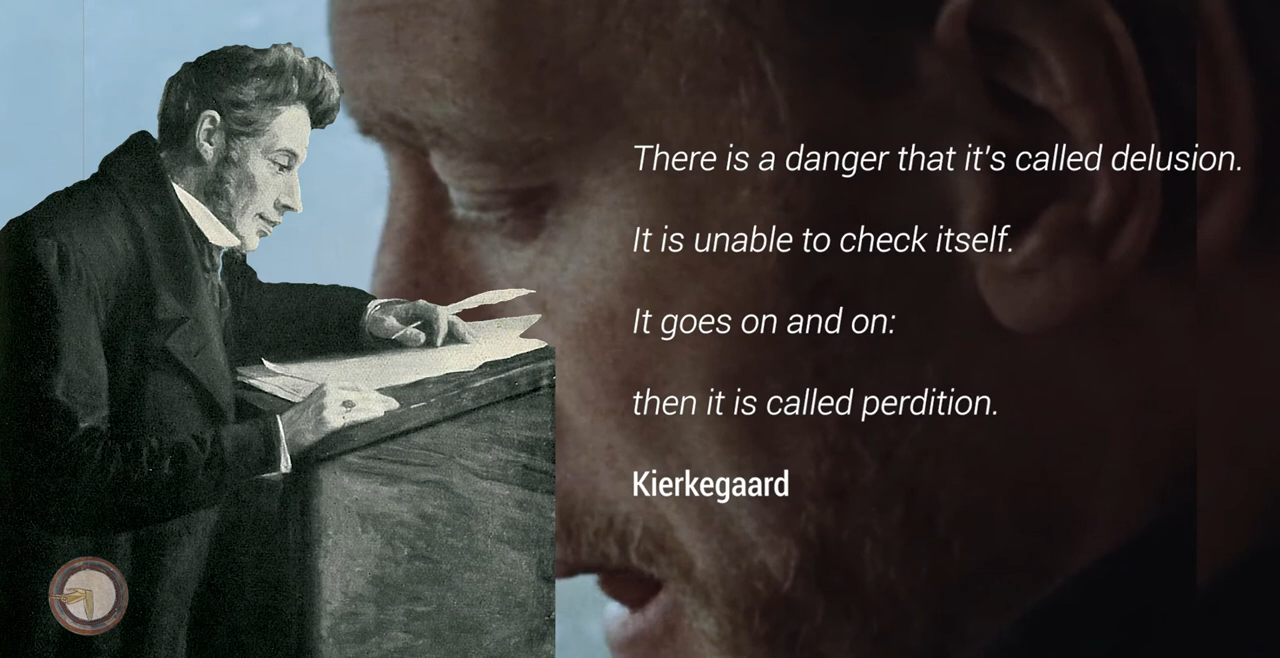 There is a danger that it's called delusion.
It is unable to check itself.
It goes on and on:
then it is called perdition.
Kierkegaard